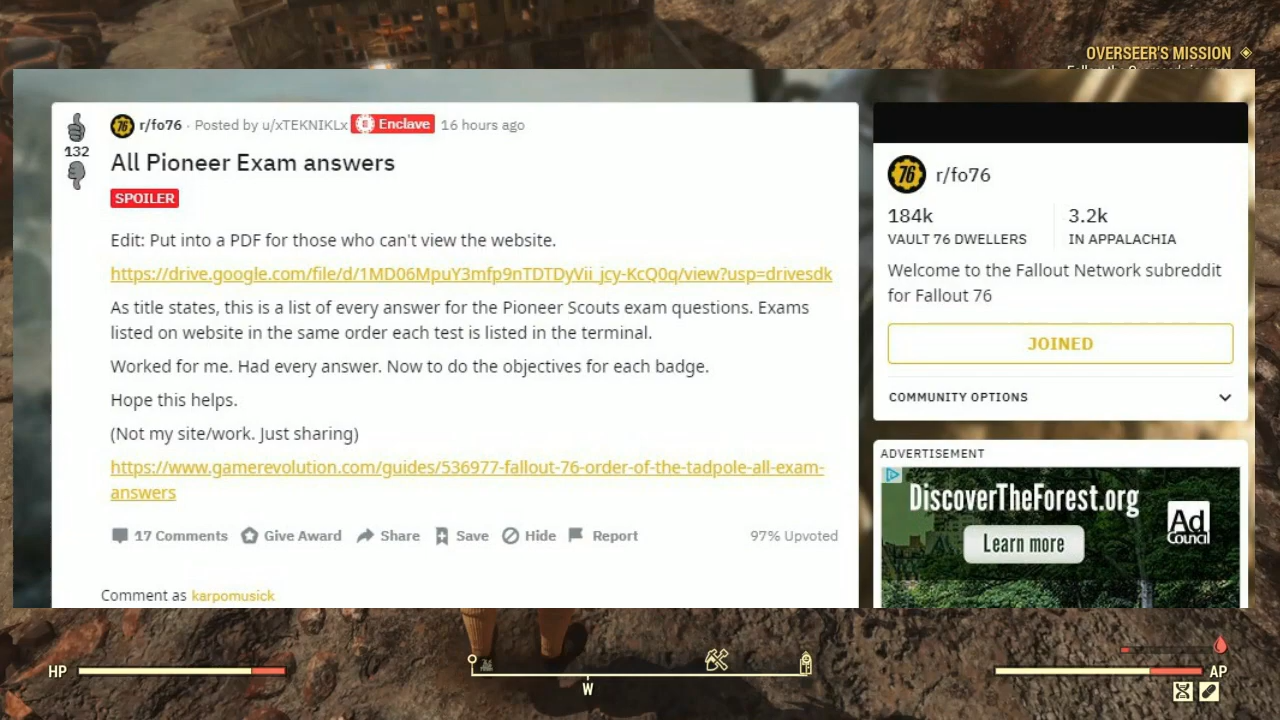 OVERSEER'S MISSION
r/fo76 · Posted by u/xTEKNIKLx Enclave 16 hours ago
132
All Pioneer Exam answers
SPOILER
Edit: Put into a PDF for those who can't view the website.
https://drive.google.com/file/d/1MD06MpuY3mfp9nTDTDyVii_jcy-KcQ0q/view?usp=drivesdk
As title states, this is a list of every answer for the Pioneer Scouts exam questions. Exams
listed on website in the same order each test is listed in the terminal.
Worked for me. Had every answer. Now to do the objectives for each badge.
Hope this helps.
(Not my site/work. Just sharing)
https://www.gamerevolution.com/guides/536977-fallout-76-order-of-the-tadpole-all-exam-
answers
17 Comments Give Award Share Save Hide Report 97% Upvoted
Comment as karpomusick
76 r/fo76
184k 3.2k
VAULT 76 DWELLERS IN APPALACHIA
Welcome to the Fallout Network subreddit
for Fallout 76
JOINED
COMMUNITY OPTIONS
ADVERTISEMENT
DiscoverTheForest.org
Learn more
Ad
Council
HP
W
AP